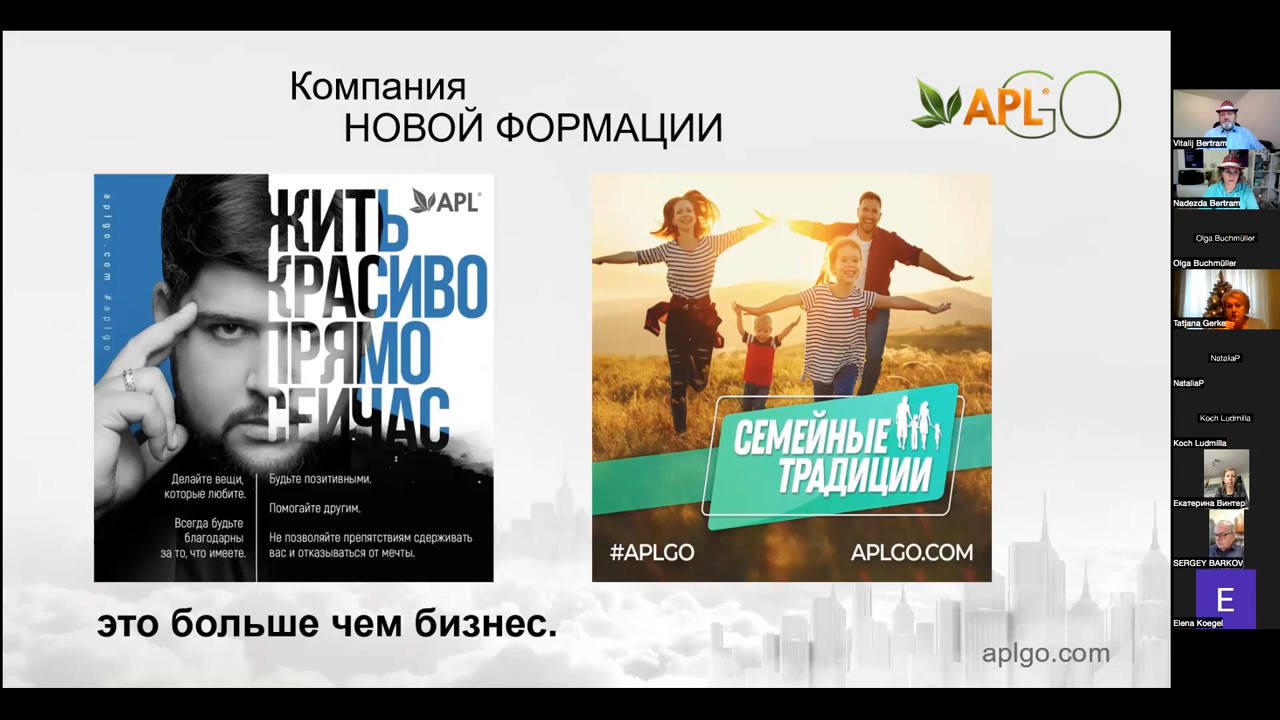 Компания
НОВОЙ ФОРМАЦИИ
APL®GO
aplgo.com #aplgo
APL®
ЖИТЬ
КРАСИВО
ПРЯМО
СЕЙЧАС
Делайте вещи,
которые любите.
Всегда будьте
благодарны
за то, что имеете.
Будьте позитивными.
Помогайте другим.
Не позволяйте препятствиям сдерживать
вас и отказываться от мечты.
СЕМЕЙНЫЕ
ТРАДИЦИИ
#APLGO
APLGO.COM
это больше чем бизнес.
aplgo.com
Vitalij Bertram
Nadezda Bertram
Olga Buchmüller
Olga Buchmüller
Tatjana Gerke
NataliaP
NataliaP
Koch Ludmilla
Koch Ludmilla
Екатерина Винтер
SERGEY BARKOV
E
Elena Koegel